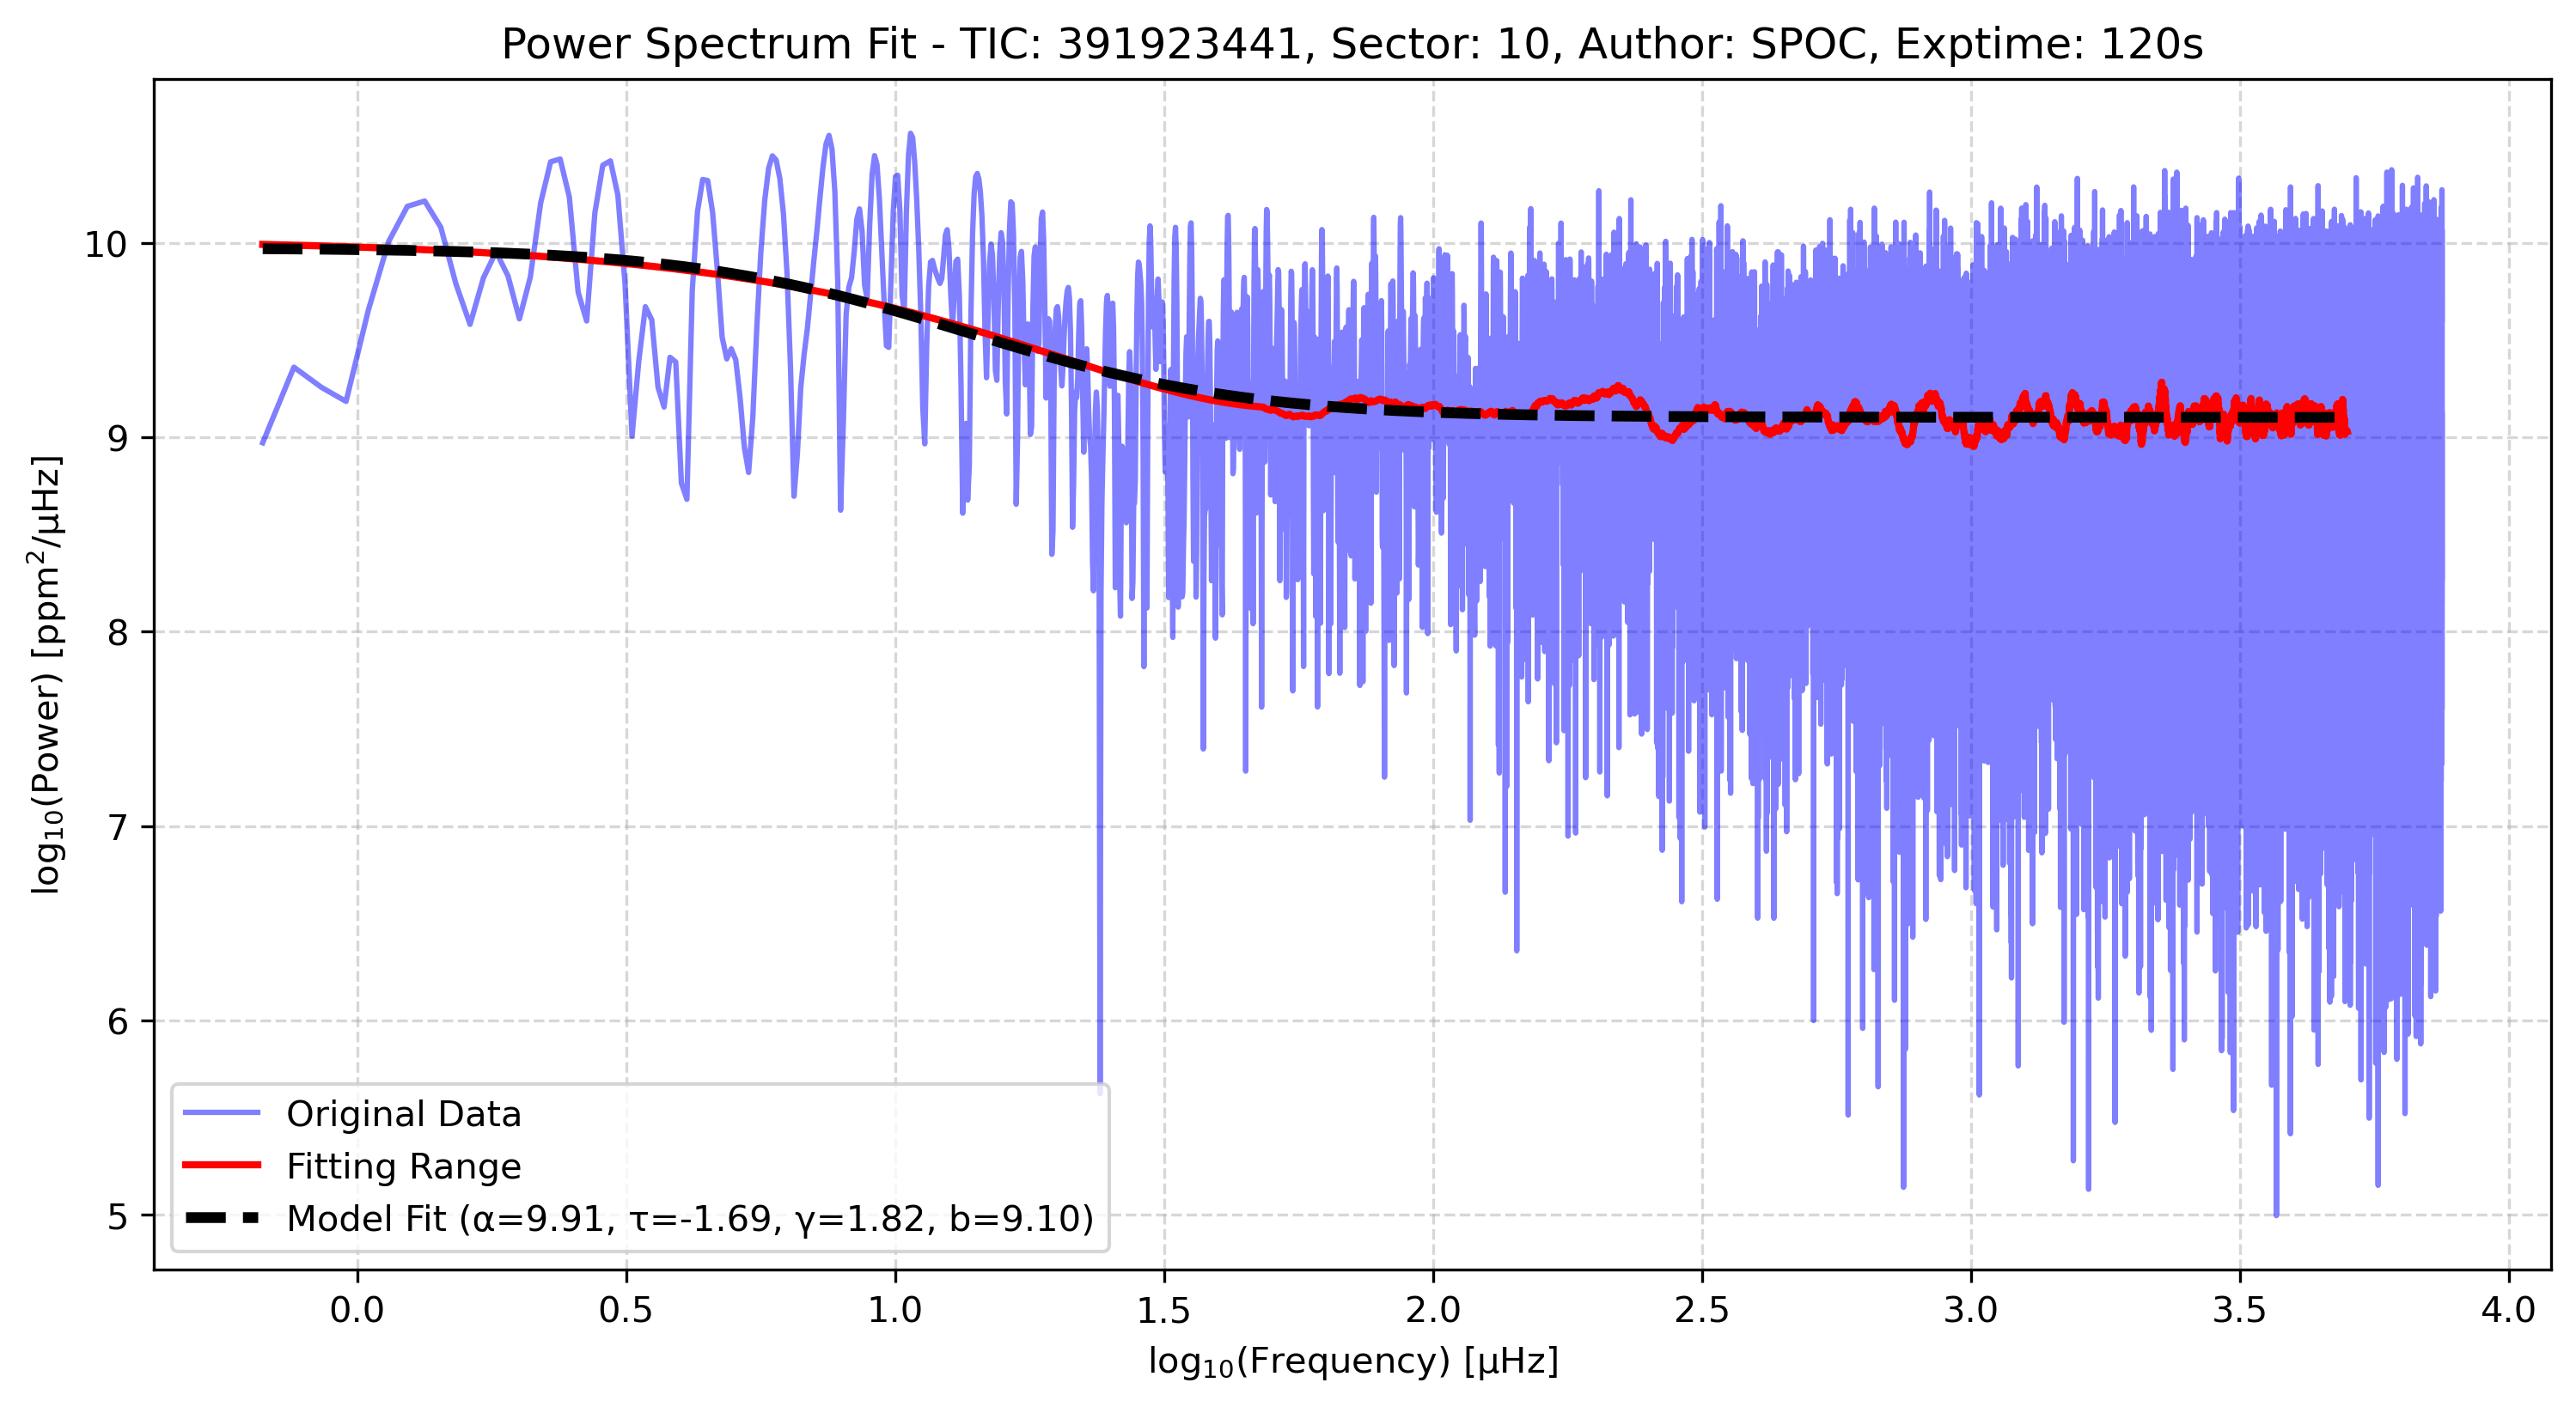 Power Spectrum Fit - TIC: 391923441, Sector: 10, Author: SPOC, Exptime: 120s
log₁₀(Power) [ppm²/μHz]
10
9
8
7
6
5
Original Data
Fitting Range
Model Fit (α=9.91, τ=-1.69, γ=1.82, b=9.10)
0.0 0.5 1.0 1.5 2.0 2.5 3.0 3.5 4.0
log₁₀(Frequency) [μHz]